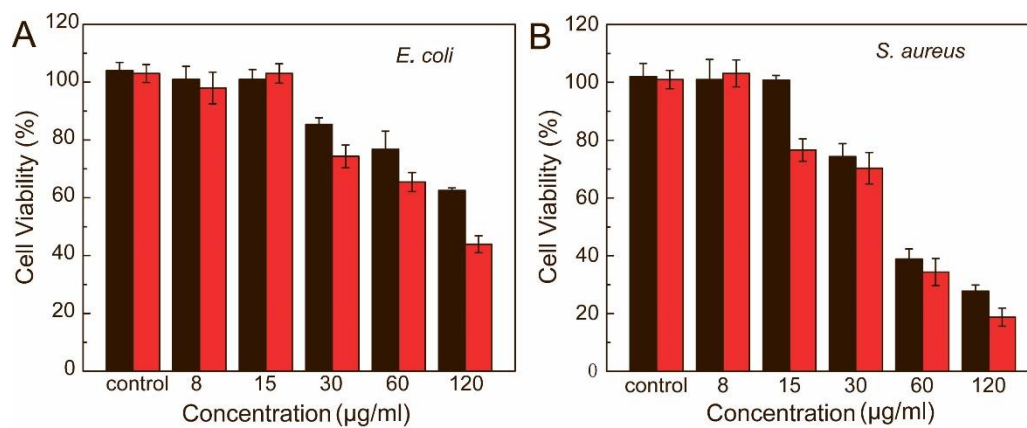 A
E. coli
Cell Viability (%)
120
100
80
60
40
20
0
control 8 15 30 60 120
Concentration (µg/ml)
B
S. aureus
Cell Viability (%)
120
100
80
60
40
20
0
control 8 15 30 60 120
Concentration (µg/ml)